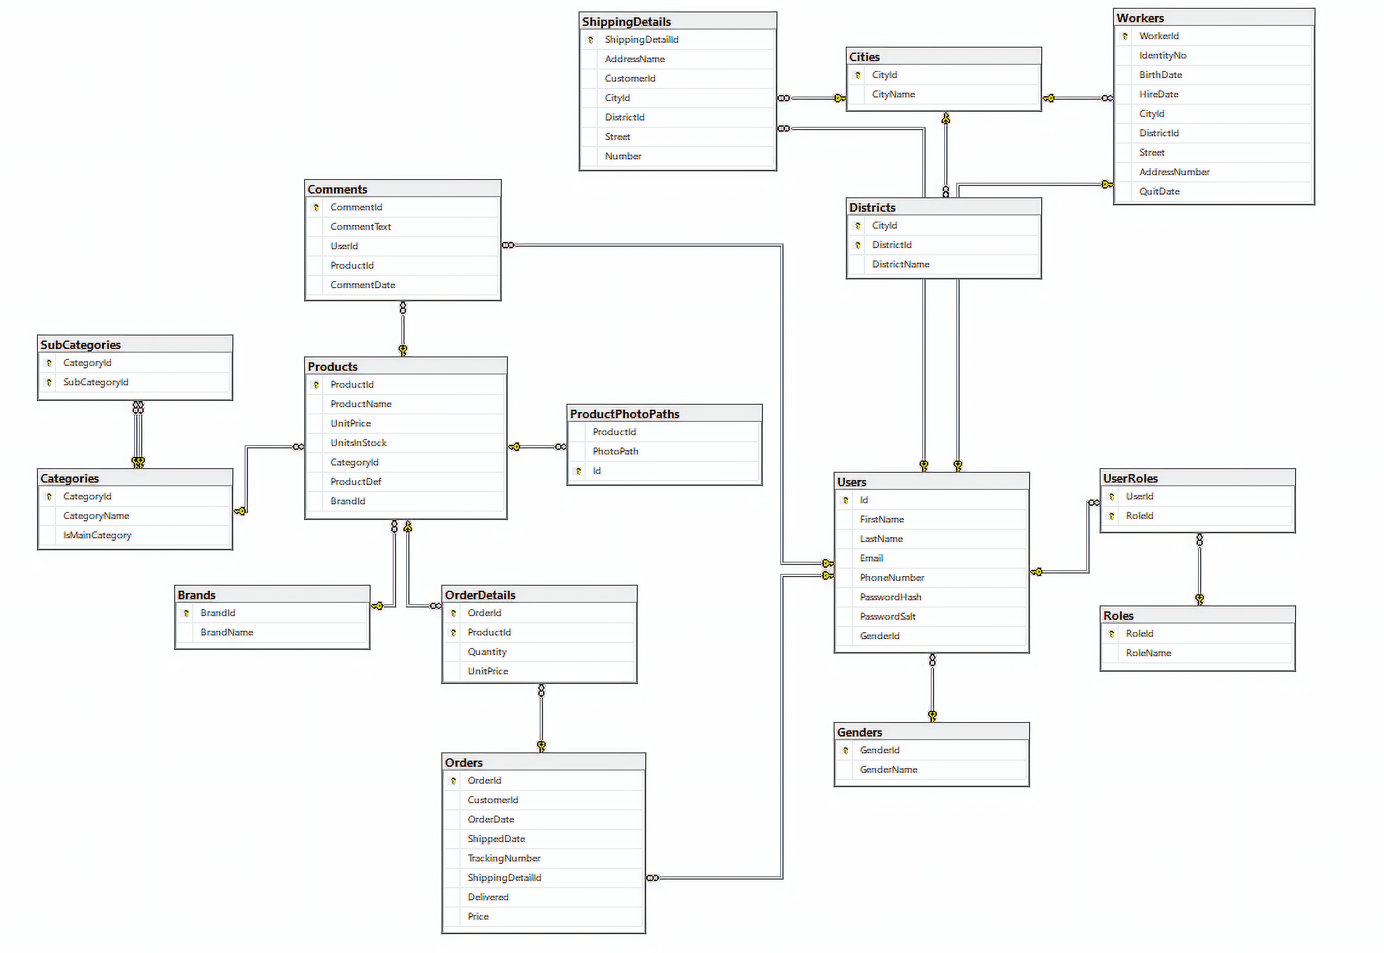 ShippingDetails
ShippingDetailId
AddressName
CustomerId
CityId
DistrictId
Street
Number
Cities
CityId
CityName
Workers
WorkerId
IdentityNo
BirthDate
HireDate
CityId
DistrictId
Street
AddressNumber
QuitDate
Comments
CommentId
CommentText
UserId
ProductId
CommentDate
Districts
CityId
DistrictId
DistrictName
SubCategories
CategoryId
SubCategoryId
Products
ProductId
ProductName
UnitPrice
UnitsInStock
CategoryId
ProductDef
BrandId
ProductPhotoPaths
ProductId
PhotoPath
Id
Categories
CategoryId
CategoryName
IsMainCategory
Users
Id
FirstName
LastName
Email
PhoneNumber
PasswordHash
PasswordSalt
GenderId
UserRoles
UserId
RoleId
Brands
BrandId
BrandName
OrderDetails
OrderId
ProductId
Quantity
UnitPrice
Roles
RoleId
RoleName
Genders
GenderId
GenderName
Orders
OrderId
CustomerId
OrderDate
ShippedDate
TrackingNumber
ShippingDetailId
Delivered
Price